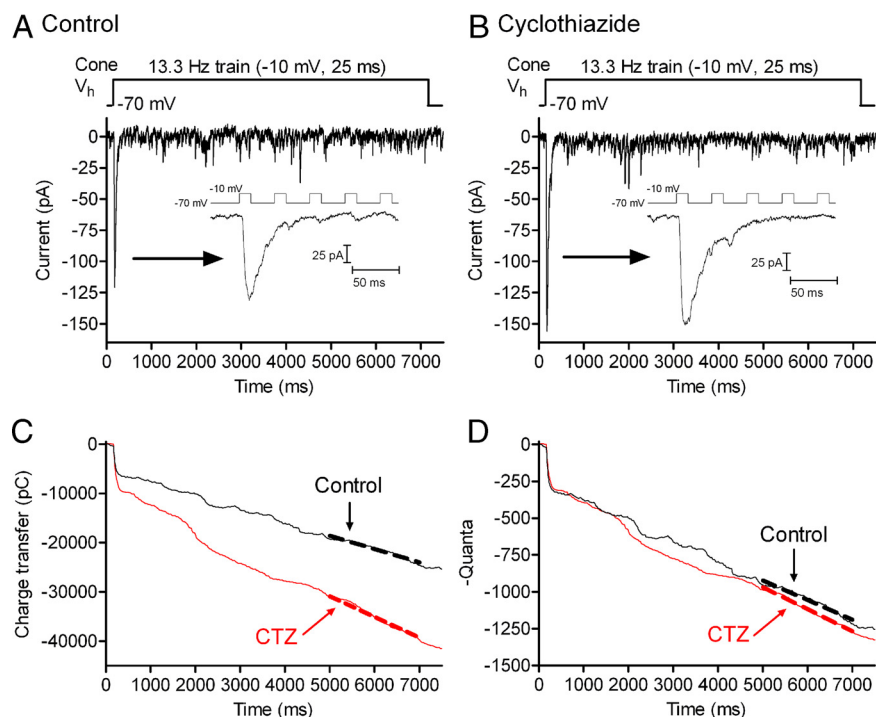 A Control
Cone 13.3 Hz train (-10 mV, 25 ms)
Vh
-70 mV
0
-25
-50
-75
-100
-125
-150
Current (pA)
-10 mV
-70 mV
25 pA
50 ms
0 1000 2000 3000 4000 5000 6000 7000
Time (ms)
B Cyclothiazide
Cone 13.3 Hz train (-10 mV, 25 ms)
Vh
-70 mV
0
-25
-50
-75
-100
-125
-150
Current (pA)
-10 mV
-70 mV
25 pA
50 ms
0 1000 2000 3000 4000 5000 6000 7000
Time (ms)
C
0
-10000
-20000
-30000
-40000
Charge transfer (pC)
Control
CTZ
0 1000 2000 3000 4000 5000 6000 7000
Time (ms)
D
0
-250
-500
-750
-1000
-1250
-1500
-Quanta
Control
CTZ
0 1000 2000 3000 4000 5000 6000 7000
Time (ms)